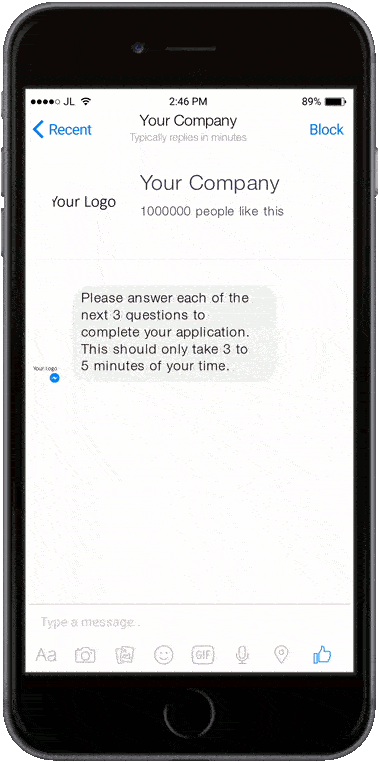 JL 2:46 PM 89%
Recent Your Company Block
Typically replies in minutes
Your Company
Your Logo
1000000 people like this
Please answer each of the
next 3 questions to
complete your application.
This should only take 3 to
5 minutes of your time.
Your Logo
Type a message..
Aa GIF